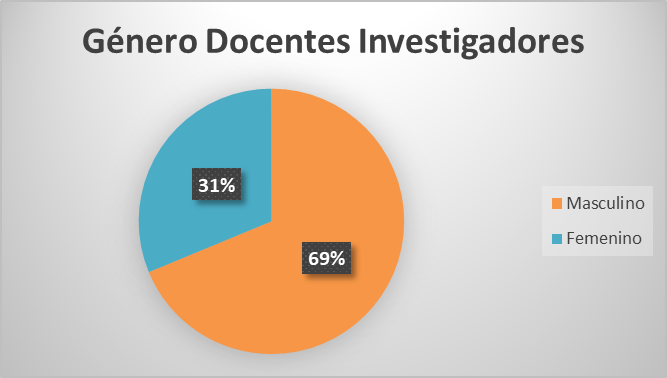 Género Docentes Investigadores
31%
69%
Masculino
Femenino